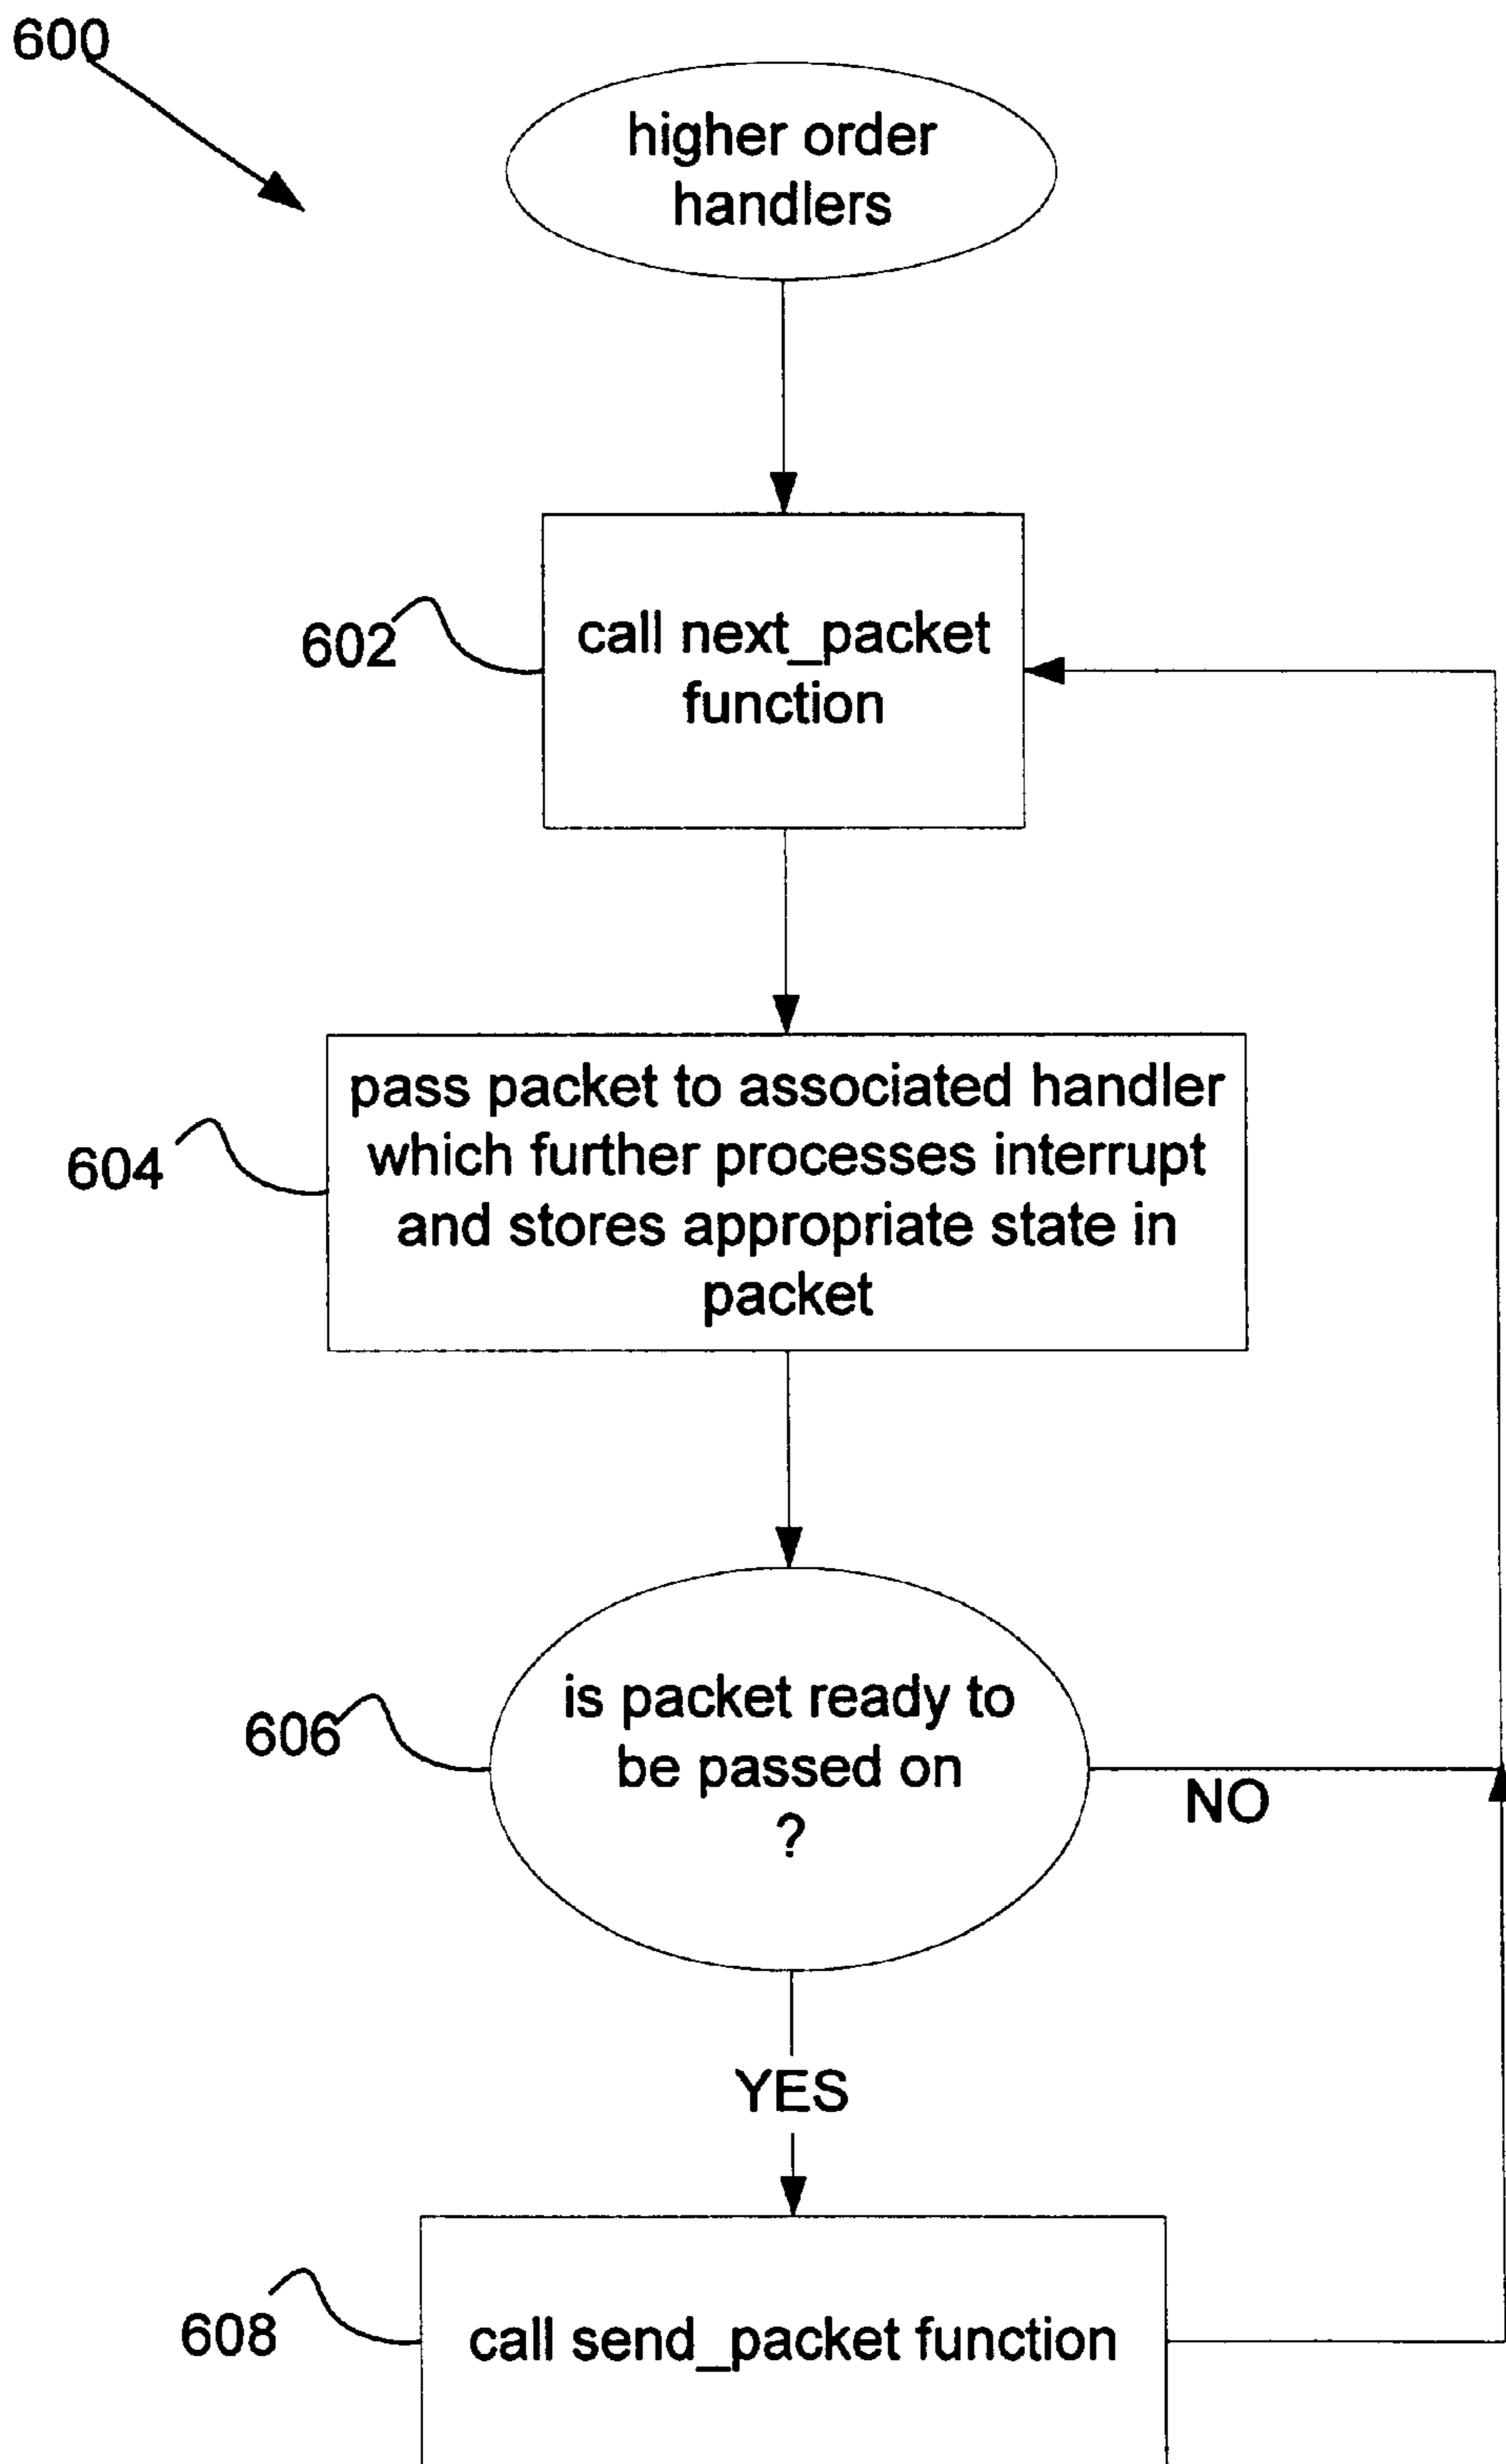 600
higher order
handlers
602
call next_packet
function
604
pass packet to associated handler
which further processes interrupt
and stores appropriate state in
packet
606
is packet ready to
be passed on
?
NO
YES
608
call send_packet function